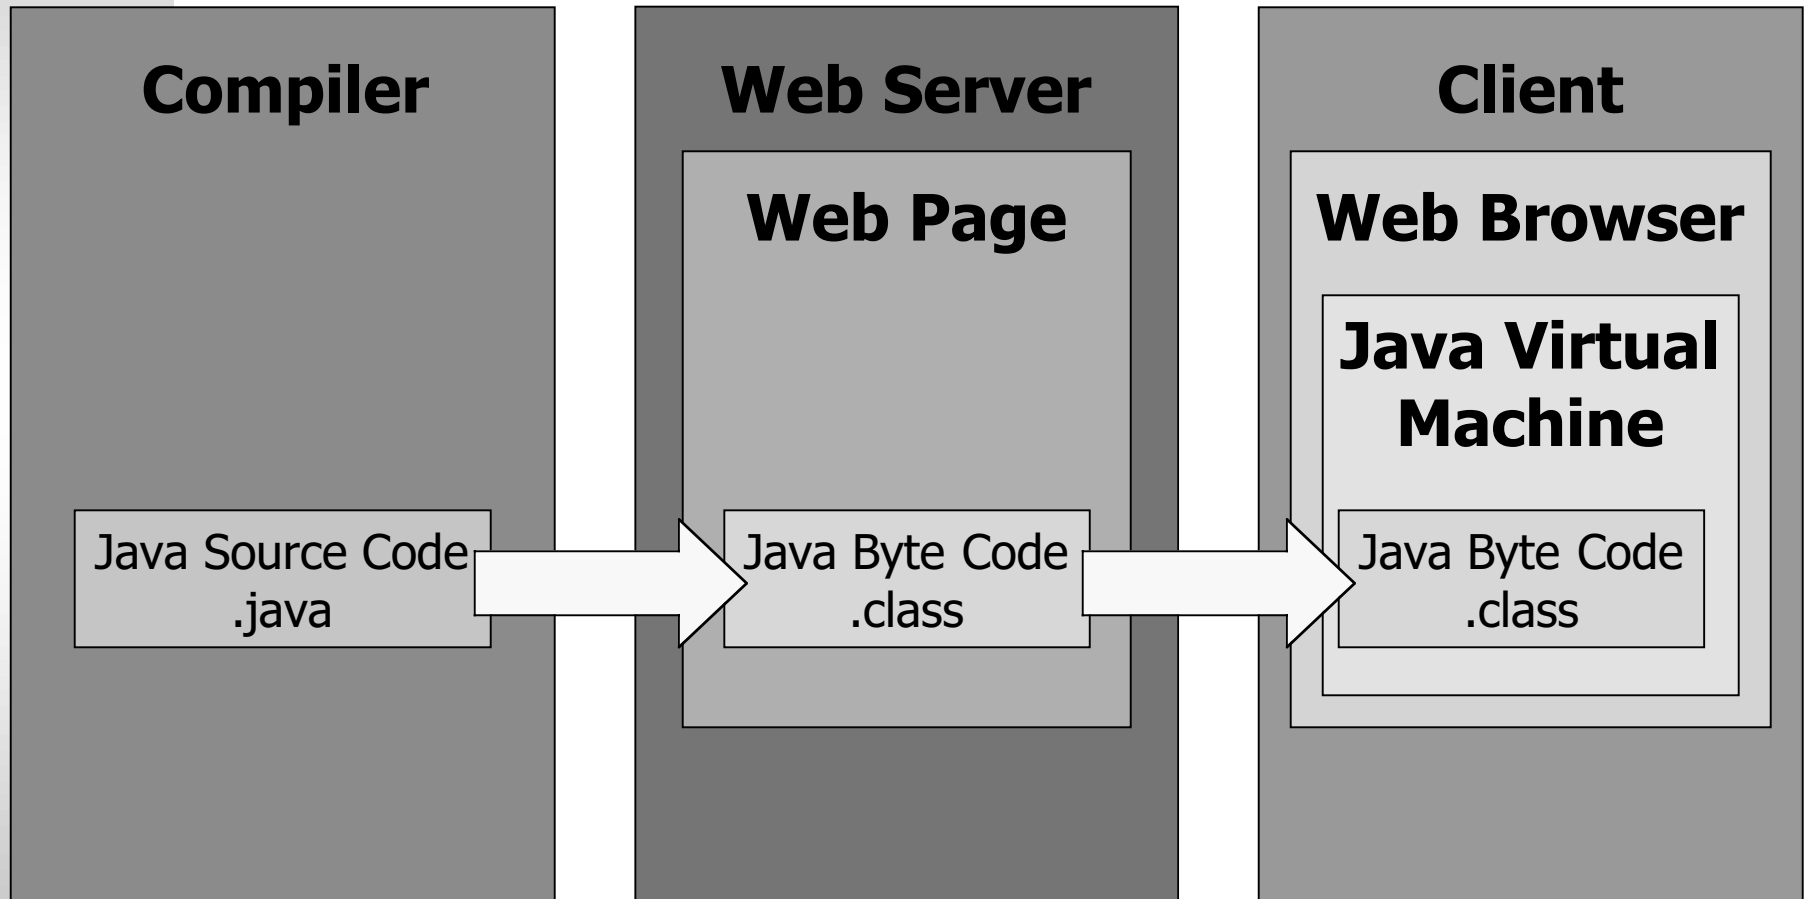 Compiler
Java Source Code
.java
Web Server
Web Page
Java Byte Code
.class
Client
Web Browser
Java Virtual
Machine
Java Byte Code
.class